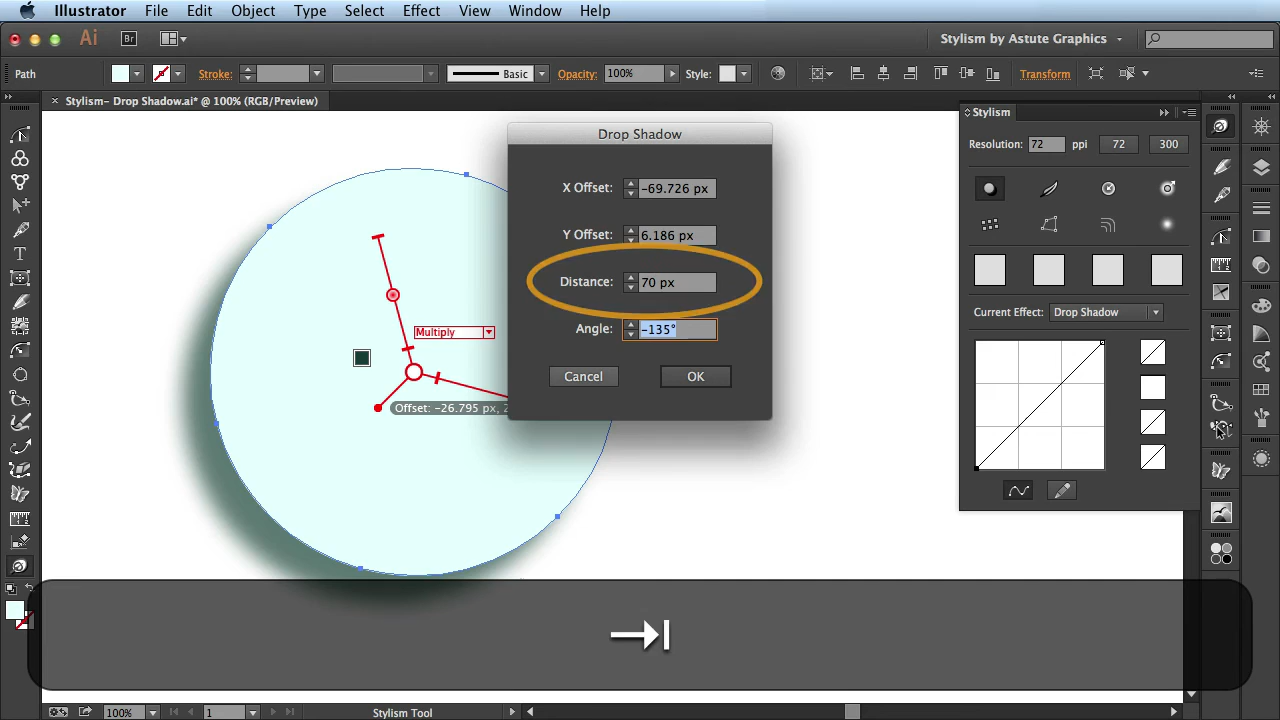 Illustrator File Edit Object Type Select Effect View Window Help
Ai Br Stylism by Astute Graphics
Path Stroke: Basic Opacity: 100% Style: Transform
Stylism- Drop Shadow.ai* @ 100% (RGB/Preview)
Drop Shadow
X Offset: -69.726 px
Y Offset: 6.186 px
Distance: 70 px
Angle: -135°
Cancel OK
Multiply
Offset: -26.795 px,
Stylism
Resolution: 72 ppi 72 300
Current Effect: Drop Shadow
T
100% 1 Stylism Tool